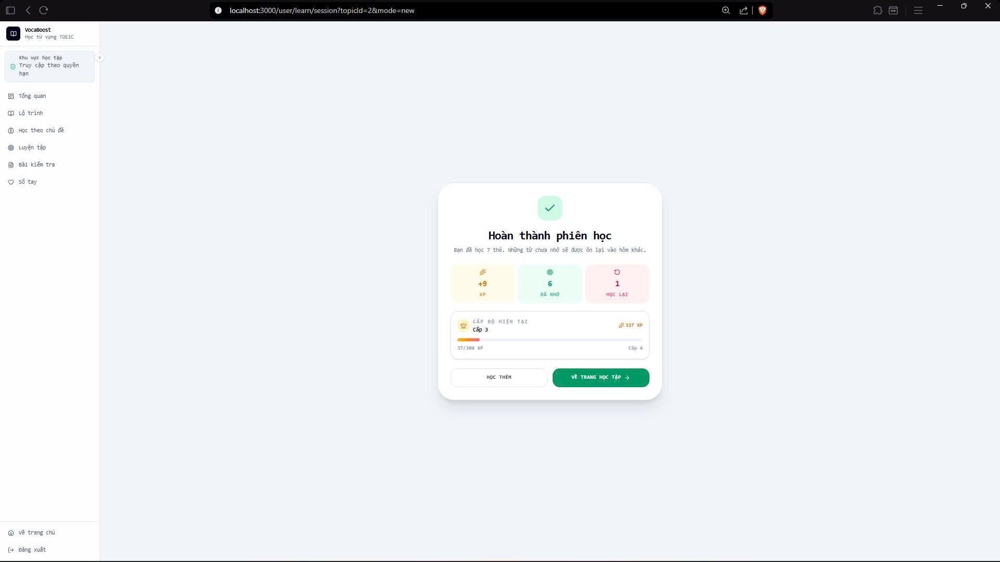 localhost:3000/user/learn/session?topicId=2&mode=new
VocaBoost
Học từ vựng TOEIC
Khu vực học tập
Truy cập theo quyền
hạn
Tổng quan
Lộ trình
Học theo chủ đề
Luyện tập
Bài kiểm tra
Sổ tay
Hoàn thành phiên học
Bạn đã học 7 thẻ. Những từ chưa nhớ sẽ được ôn lại vào hôm khác.
+9
XP
6
ĐÃ NHỚ
1
HỌC LẠI
CẤP ĐỘ HIỆN TẠI
Cấp 3
337 XP
37/300 XP
Cấp 4
HỌC THÊM
VỀ TRANG HỌC TẬP
Về trang chủ
Đăng xuất